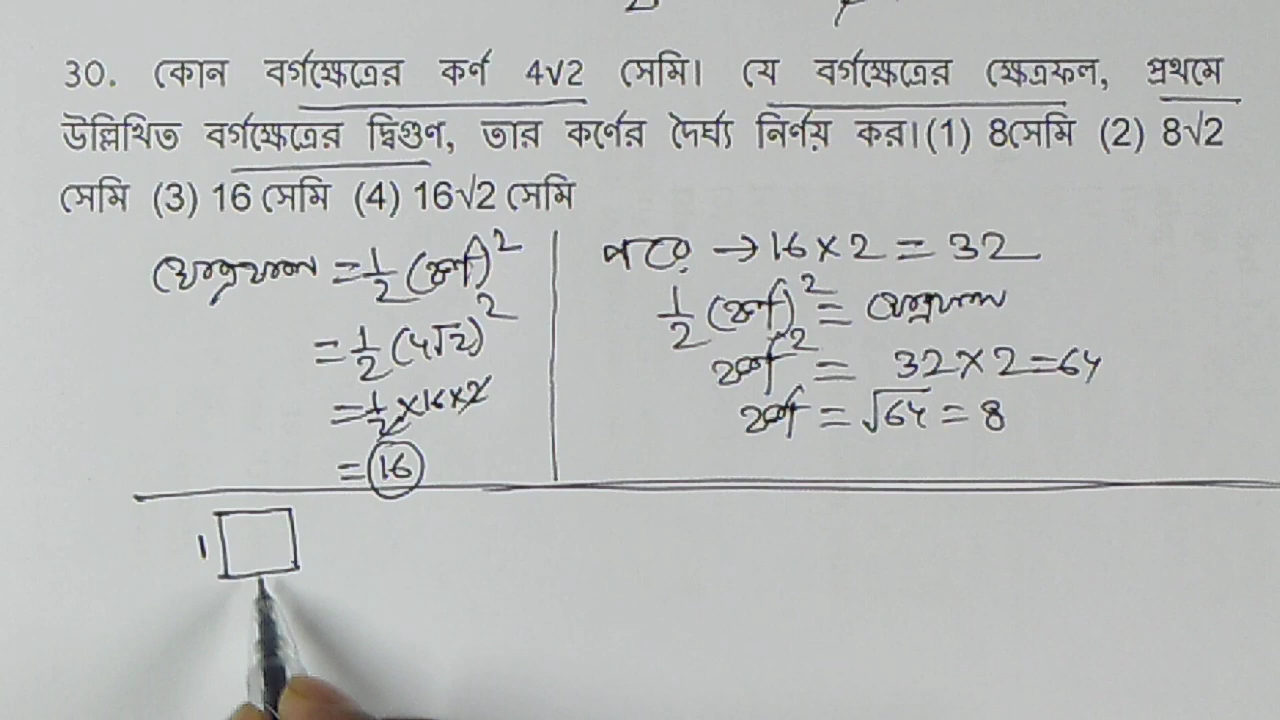 30. কোন বর্গক্ষেত্রের কর্ণ 4√2 সেমি। যে বর্গক্ষেত্রের ক্ষেত্রফল, প্রথমে
উল্লিখিত বর্গক্ষেত্রের দ্বিগুণ, তার কর্ণের দৈর্ঘ্য নির্ণয় কর।(1) 8সেমি (2) 8√2
সেমি (3) 16 সেমি (4) 16√2 সেমি
ক্ষেত্রফল = 1/2 (কর্ণ)²
= 1/2 (4√2)²
= 1/2 × 16 × 2
= 16
পরে → 16 × 2 = 32
1/2 (কর্ণ)² = ক্ষেত্রফল
কর্ণ² = 32 × 2 = 64
কর্ণ = √64 = 8
1